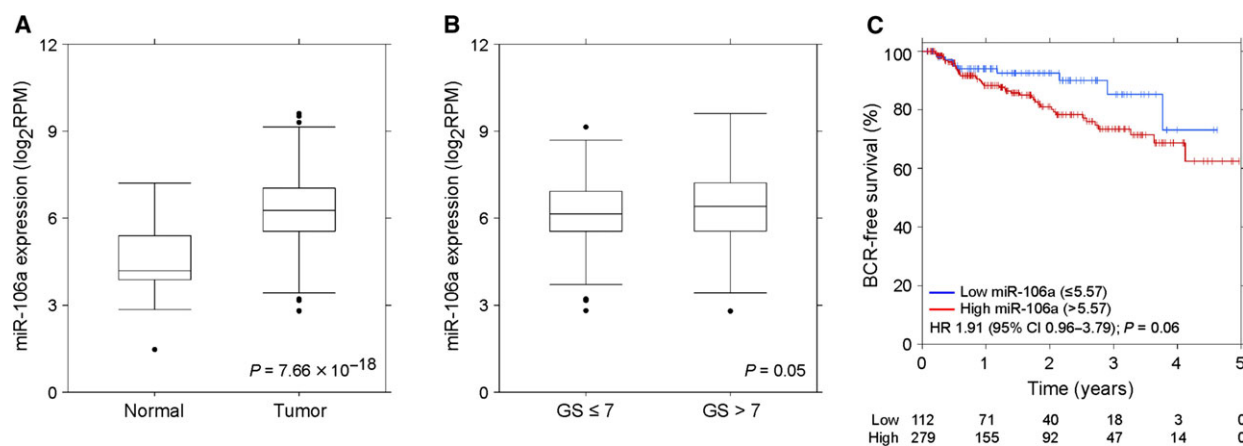 A
miR-106a expression (log₂RPM)
12
9
6
3
0
P = 7.66 × 10⁻¹⁸
Normal Tumor
B
miR-106a expression (log₂RPM)
12
9
6
3
0
P = 0.05
GS ≤ 7 GS > 7
C
BCR-free survival (%)
100
80
60
40
20
0
Low miR-106a (≤5.57)
High miR-106a (>5.57)
HR 1.91 (95% CI 0.96–3.79); P = 0.06
0 1 2 3 4 5
Time (years)
Low 112 71 40 18 3 0
High 279 155 92 47 14 0